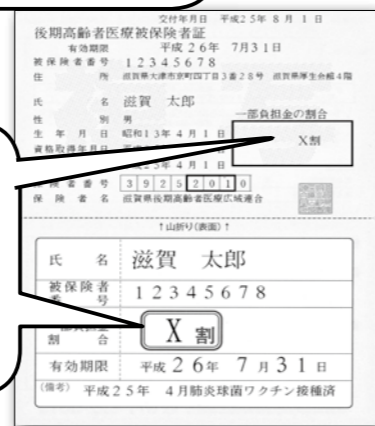 交付年月日 平成25年 8月 1日
後期高齢者医療被保険者証
有効期限 平成26年 7月31日
被保険者番号 12345678
住 所 滋賀県大津市京町四丁目3番28号 滋賀県厚生会館4階
氏 名 滋賀 太郎
性 別 男
一部負担金の割合
生 年 月 日 昭和13年 4月 1日
X割
資格取得年月日
25年 4月 1日
保 険 者 番 号 39252010
保 険 者 名 滋賀県後期高齢者医療広域連合
↑山折り(表面)↑
氏 名 滋賀 太郎
被保険者番 号 12345678
割 合 X割
有効期限 平成26年 7月31日
(備考) 平成25年 4月肺炎球菌ワクチン接種済